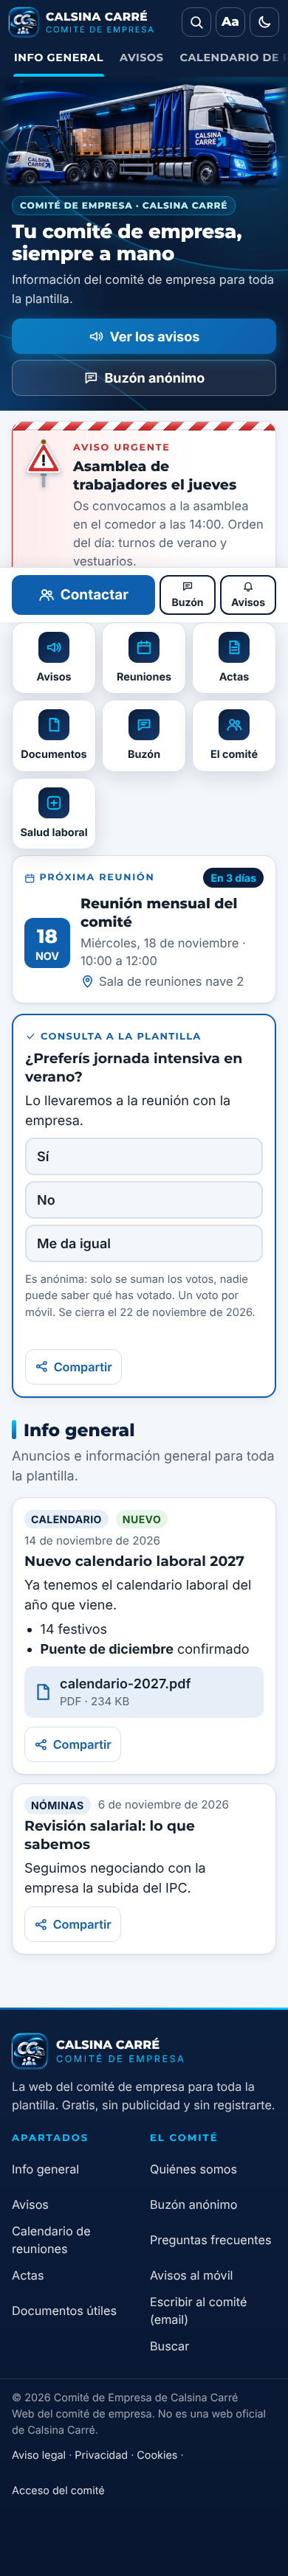 CALSINA CARRÉ
COMITÉ DE EMPRESA
Aa
INFO GENERAL
AVISOS
CALENDARIO DE
COMITÉ DE EMPRESA · CALSINA CARRÉ
Tu comité de empresa,
siempre a mano
Información del comité de empresa para toda
la plantilla.
Ver los avisos
Buzón anónimo
AVISO URGENTE
Asamblea de
trabajadores el jueves
Os convocamos a la asamblea
en el comedor a las 14:00. Orden
del día: turnos de verano y
vestuarios.
Contactar
Buzón
Avisos
Avisos
Reuniones
Actas
Documentos
Buzón
El comité
Salud laboral
PRÓXIMA REUNIÓN
En 3 días
18
NOV
Reunión mensual del
comité
Miércoles, 18 de noviembre ·
10:00 a 12:00
Sala de reuniones nave 2
CONSULTA A LA PLANTILLA
¿Preferís jornada intensiva en
verano?
Lo llevaremos a la reunión con la
empresa.
Sí
No
Me da igual
Es anónima: solo se suman los votos, nadie
puede saber qué has votado. Un voto por
móvil. Se cierra el 22 de noviembre de 2026.
Compartir
Info general
Anuncios e información general para toda
la plantilla.
CALENDARIO
NUEVO
14 de noviembre de 2026
Nuevo calendario laboral 2027
Ya tenemos el calendario laboral del
año que viene.
• 14 festivos
• Puente de diciembre confirmado
calendario-2027.pdf
PDF · 234 KB
Compartir
NÓMINAS
6 de noviembre de 2026
Revisión salarial: lo que
sabemos
Seguimos negociando con la
empresa la subida del IPC.
Compartir
CALSINA CARRÉ
COMITÉ DE EMPRESA
La web del comité de empresa para toda la
plantilla. Gratis, sin publicidad y sin registrarte.
APARTADOS
Info general
Avisos
Calendario de
reuniones
Actas
Documentos útiles
EL COMITÉ
Quiénes somos
Buzón anónimo
Preguntas frecuentes
Avisos al móvil
Escribir al comité
(email)
Buscar
© 2026 Comité de Empresa de Calsina Carré
Web del comité de empresa. No es una web oficial
de Calsina Carré.
Aviso legal · Privacidad · Cookies ·
Acceso del comité